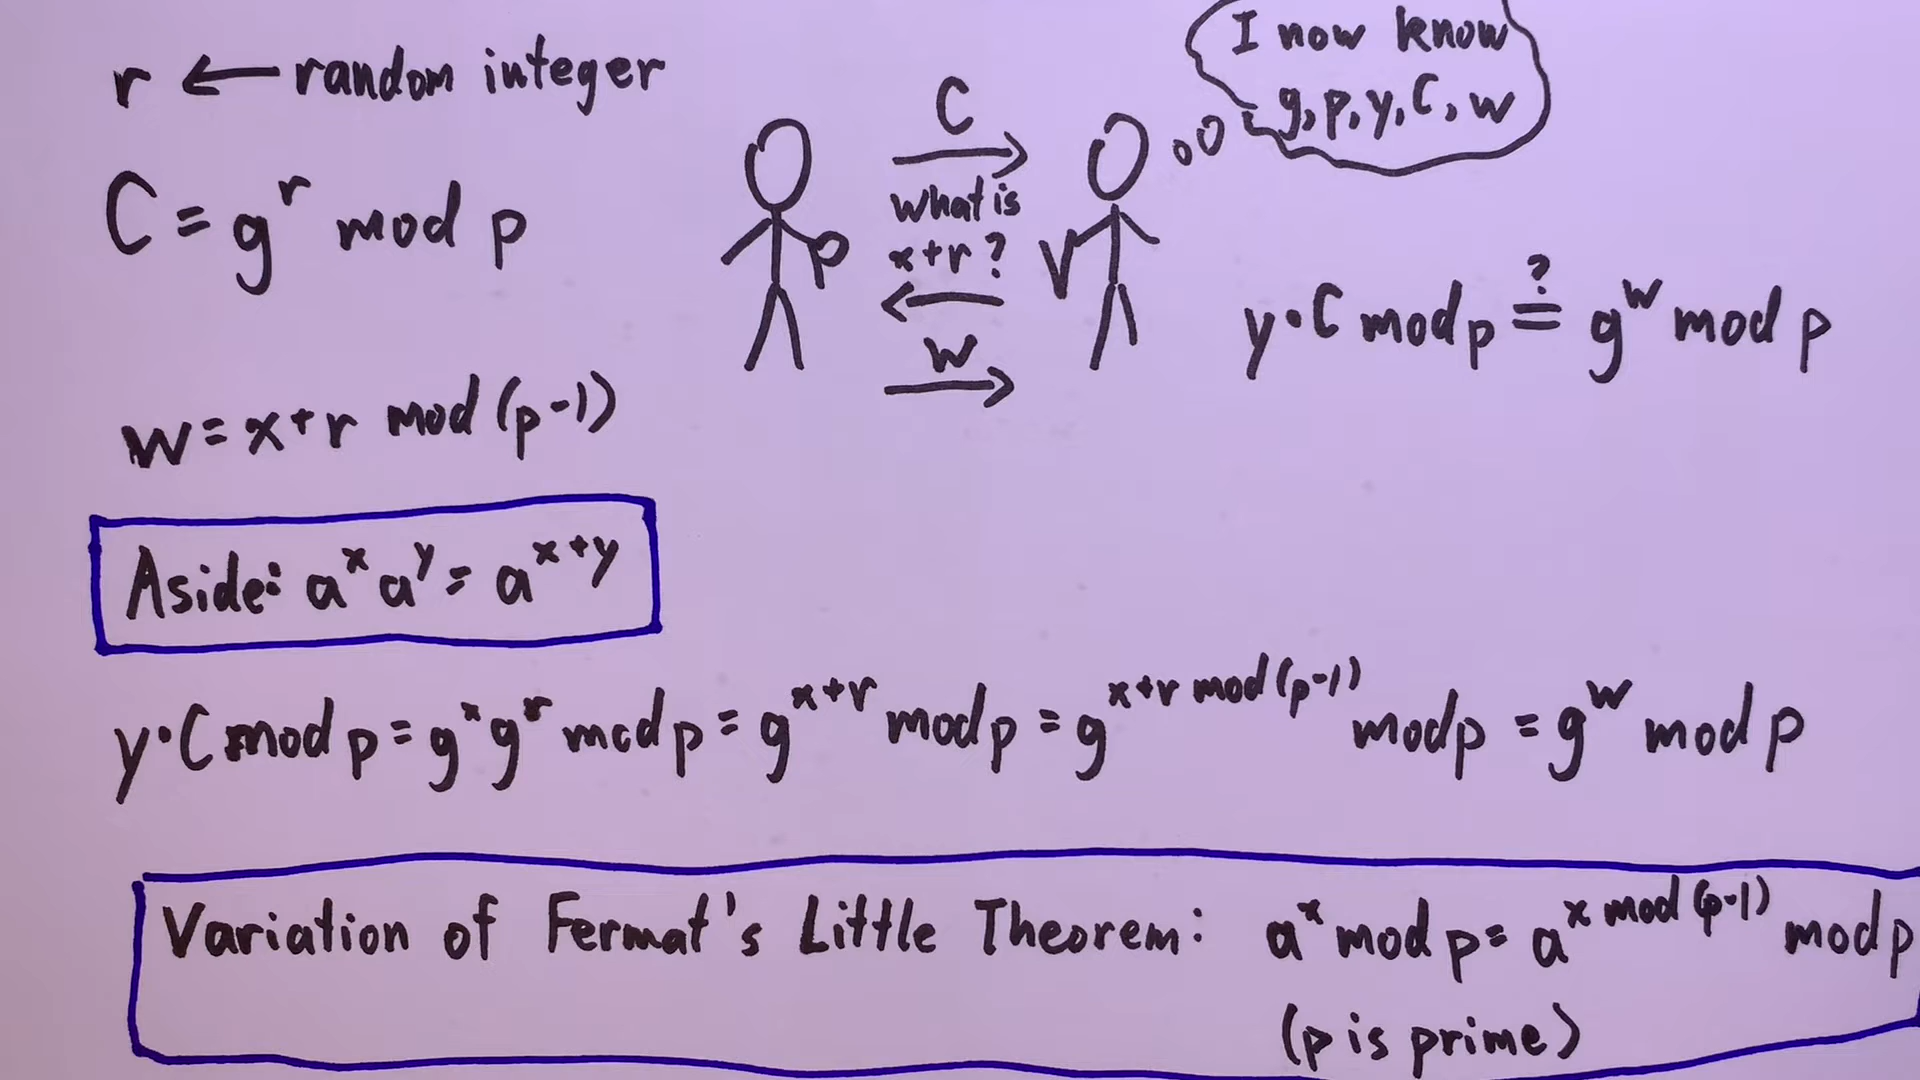 r ← random integer
C = g^r mod p
w = x+r mod (p-1)
C
what is
x+r?
w
p
V
I now know
g, p, y, C, w
y·C mod p ≟ g^w mod p
Aside: a^x a^y = a^(x+y)
y·C mod p = g^x g^r mod p = g^(x+r) mod p = g^(x+r mod (p-1)) mod p = g^w mod p
Variation of Fermat's Little Theorem: a^x mod p = a^(x mod (p-1)) mod p
(p is prime)